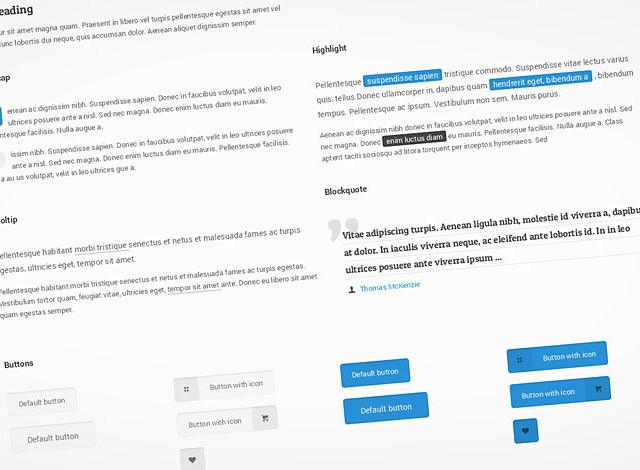 eading
ur sit amet magna quam. Praesent in libero vel turpis pellentesque egestas sit amet vel
unc lobortis dui neque, quis accumsan dolor. Aenean aliquet dignissim semper.
cap
enean ac dignissim nibh. Suspendisse sapien. Donec in faucibus volutpat, velit in leo
ultrices posuere ante a nisl. Sed nec magna. Donec enim luctus diam eu mauris.
ntesque facilisis. Nulla augue a.
issim nibh. Suspendisse sapien. Donec in faucibus volutpat, velit in leo ultrices posuere
ante a nisl. Sed nec magna. Donec enim luctus diam eu mauris. Pellentesque facilisis.
a au us volutpat, velit in leo ultrices gue a.
Highlight
Pellentesque suspendisse sapien tristique commodo. Suspendisse vitae lectus varius
quis, tellus.Donec ullamcorper in, dapibus quam hendrerit eget, bibendum a , bibendum
tempus. Pellentesque ac ipsum. Vestibulum non sem. Mauris purus.
Aenean ac dignissim nibh donec in faucibus volutpat, velit in leo ultrices posuere ante a nisl. Sed
nec magna. Donec enim luctus diam eu mauris. Pellentesque facilisis. Nulla augue a. Class
aptent taciti sociosqu ad litora torquent per inceptos hymenaeos. Sed
ooltip
ellentesque habitant morbi tristique senectus et netus et malesuada fames ac turpis
gestas, ultricies eget, tempor sit amet.
Pellentesque habitant morbi tristique senectus et netus et malesuada fames ac turpis egestas.
Vestibulum tortor quam, feugiat vitae, ultricies eget, tempor sit amet ante. Donec eu libero sit amet
quam egestas semper.
Blockquote
Vitae adipiscing turpis. Aenean ligula nibh, molestie id viverra a, dapibu
at dolor. In iaculis viverra neque, ac eleifend ante lobortis id. In in leo
ultrices posuere ante viverra ipsum ...
Thomas McKenzie
Buttons
Default button
Button with icon
Default button
Button with icon
Default button
Button with icon
Default button
Button with icon